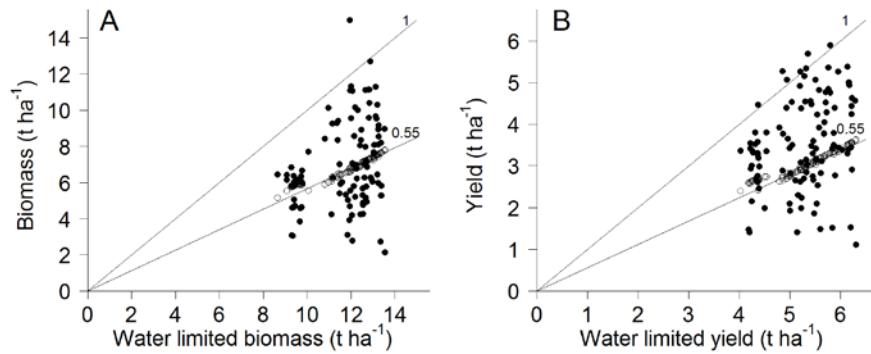 A
1
0.55
14
12
10
8
6
4
2
0
Biomass (t ha⁻¹)
0 2 4 6 8 10 12 14
Water limited biomass (t ha⁻¹)
B
1
0.55
6
5
4
3
2
1
0
Yield (t ha⁻¹)
0 1 2 3 4 5 6
Water limited yield (t ha⁻¹)